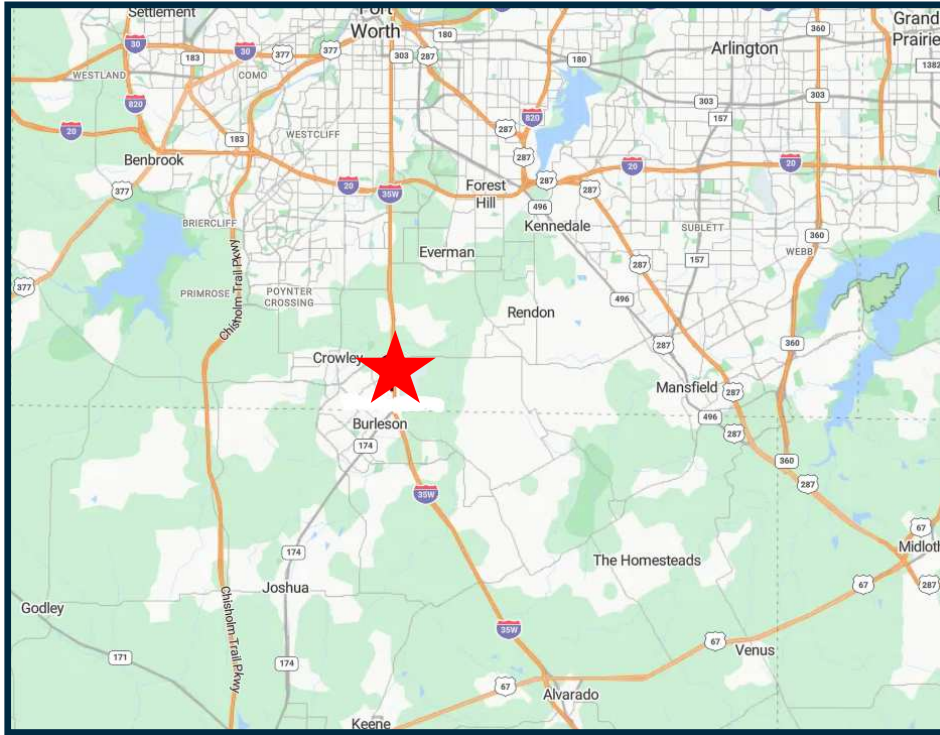 Settlement
Fort
Worth
180
Grand
Prairie
30
30
377
377
183
303
Arlington
360
1382
WESTLAND
COMO
180
820
303
303
820
157
20
183
WESTCLIFF
287
287
Benbrook
20
20
377
20
35W
Forest
Hill
287
287
496
BRIERCLIFF
Kennedale
SUBLETT
360
Everman
287
157
WEBB
377
PRIMROSE
POYNTER
CROSSING
Chisholm Trail Pkwy
496
Rendon
287
360
Crowley
Mansfield
287
496
Burleson
287
174
360
287
35W
67
174
The Homesteads
Midloth
Joshua
67
287
Godley
Chisholm Trail Pkwy
35W
67
171
174
Venus
67
Alvarado
Keene